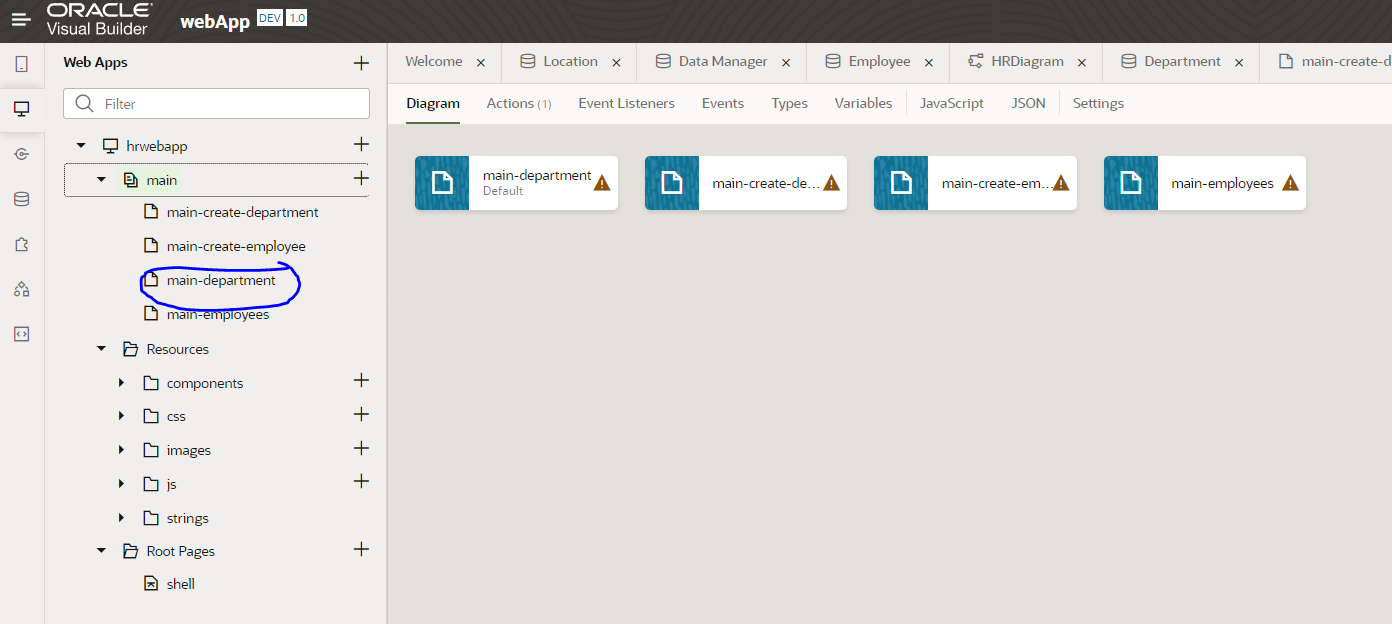 ORACLE
Visual Builder
webApp DEV 1.0
Web Apps
Filter
hrwebapp
main
main-create-department
main-create-employee
main-department
main-employees
Resources
components
css
images
js
strings
Root Pages
shell
Welcome Location Data Manager Employee HRDiagram Department main-create-d
Diagram Actions (1) Event Listeners Events Types Variables JavaScript JSON Settings
main-department
Default
main-create-de...
main-create-em...
main-employees